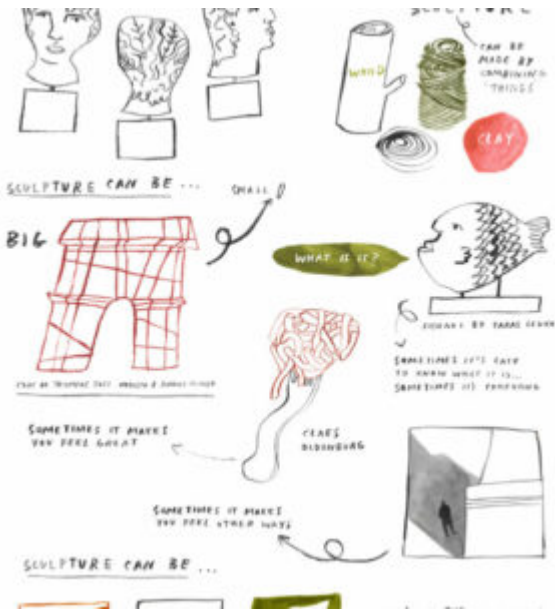 SCULPTURE
CAN BE
MADE BY
COMBINING
"THINGS"
WOOD
CLAY
SCULPTURE CAN BE ...
SMALL
BIG
WHAT IS IT?
SOMETIMES IT'S EASY
TO KNOW WHAT IT IS...
SOMETIMES IT'S CONFUSING
SOMETIMES IT MAKES
YOU FEEL GREAT
CLAES
OLDENBURG
SOMETIMES IT MAKES
YOU FEEL OTHER WAYS
SCULPTURE CAN BE ...